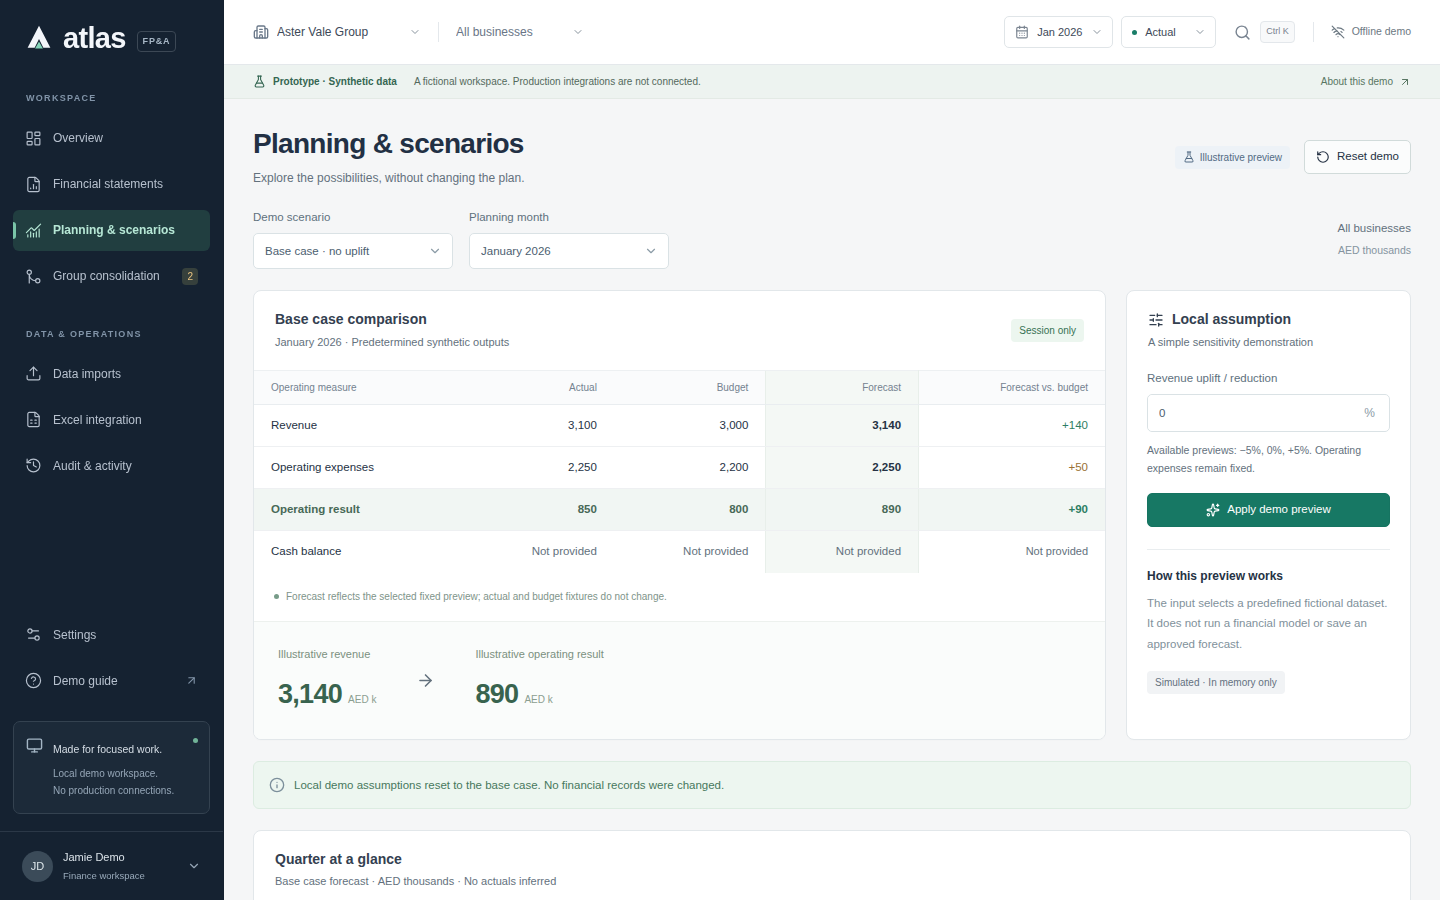 atlas FP&A
WORKSPACE
Overview
Financial statements
Planning & scenarios
Group consolidation 2
DATA & OPERATIONS
Data imports
Excel integration
Audit & activity
Settings
Demo guide
Made for focused work.
Local demo workspace.
No production connections.
JD Jamie Demo
Finance workspace
Aster Vale Group All businesses Jan 2026 Actual Ctrl K Offline demo
Prototype · Synthetic data A fictional workspace. Production integrations are not connected. About this demo
Planning & scenarios
Explore the possibilities, without changing the plan.
Illustrative preview Reset demo
Demo scenario Planning month
Base case · no uplift January 2026
All businesses
AED thousands
Base case comparison
January 2026 · Predetermined synthetic outputs
Session only
Operating measure Actual Budget Forecast Forecast vs. budget
Revenue 3,100 3,000 3,140 +140
Operating expenses 2,250 2,200 2,250 +50
Operating result 850 800 890 +90
Cash balance Not provided Not provided Not provided Not provided
Forecast reflects the selected fixed preview; actual and budget fixtures do not change.
Illustrative revenue Illustrative operating result
3,140 AED k 890 AED k
Local assumption
A simple sensitivity demonstration
Revenue uplift / reduction
0 %
Available previews: −5%, 0%, +5%. Operating
expenses remain fixed.
Apply demo preview
How this preview works
The input selects a predefined fictional dataset.
It does not run a financial model or save an
approved forecast.
Simulated · In memory only
Local demo assumptions reset to the base case. No financial records were changed.
Quarter at a glance
Base case forecast · AED thousands · No actuals inferred